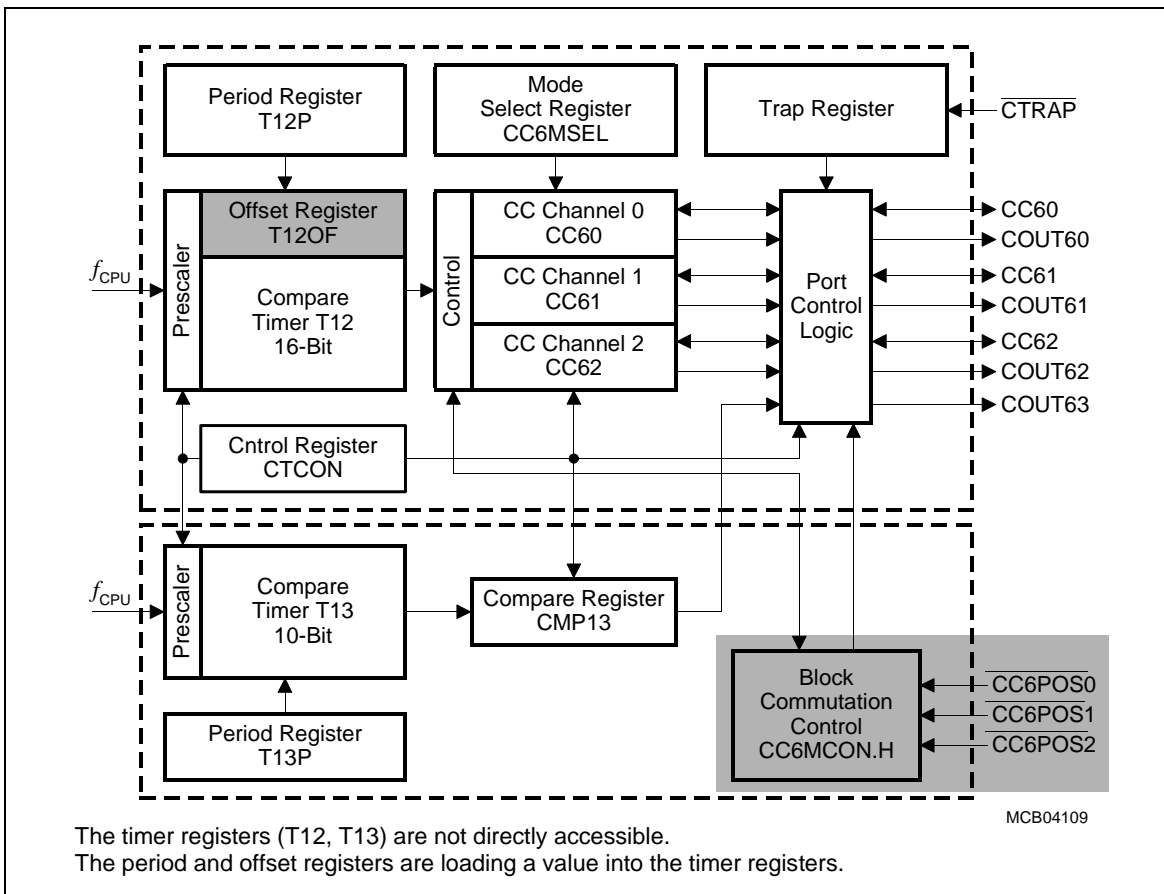 Period Register
T12P
Mode
Select Register
CC6MSEL
Trap Register
CTRAP
fCPU
Prescaler
Offset Register
T12OF
Compare
Timer T12
16-Bit
Control
CC Channel 0
CC60
CC Channel 1
CC61
CC Channel 2
CC62
Port
Control
Logic
CC60
COUT60
CC61
COUT61
CC62
COUT62
COUT63
Cntrol Register
CTCON
fCPU
Prescaler
Compare
Timer T13
10-Bit
Compare Register
CMP13
Period Register
T13P
Block
Commutation
Control
CC6MCON.H
CC6POS0
CC6POS1
CC6POS2
MCB04109
The timer registers (T12, T13) are not directly accessible.
The period and offset registers are loading a value into the timer registers.